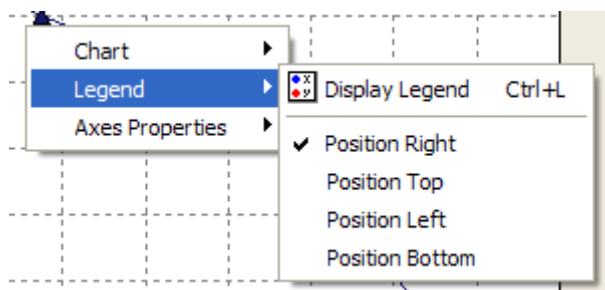 Chart
Legend
Axes Properties
x
y
Display Legend Ctrl+L
Position Right
Position Top
Position Left
Position Bottom